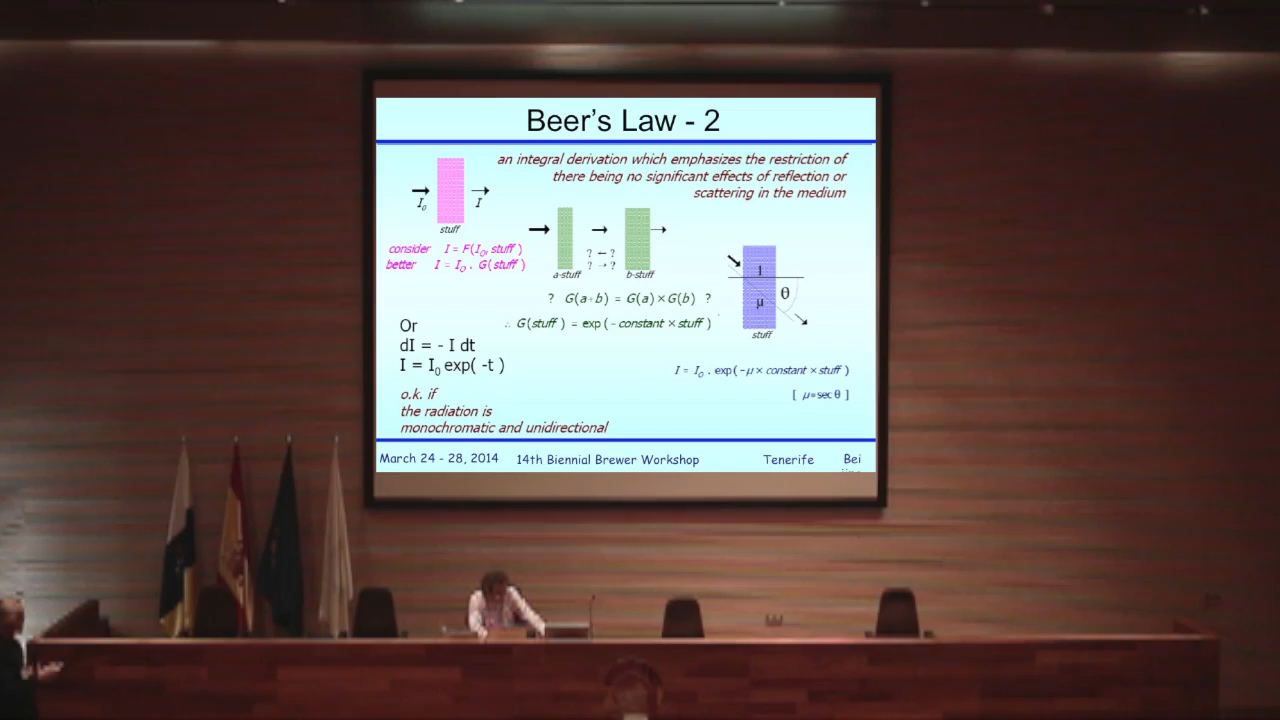 Beer's Law - 2
an integral derivation which emphasizes the restriction of
there being no significant effects of reflection or
scattering in the medium
I₀ I
stuff
consider I = F(I₀, stuff)
better I = I₀ . G(stuff)
? ← ?
? → ?
a-stuff b-stuff
? G(a+b) = G(a)×G(b) ?
∴ G(stuff) = exp(-constant×stuff)
I
θ
μ
stuff
Or
dI = - I dt
I = I₀ exp( -t )
I = I₀ . exp(-μ×constant×stuff)
[ μ=sec θ ]
o.k. if
the radiation is
monochromatic and unidirectional
March 24 - 28, 2014 14th Biennial Brewer Workshop Tenerife Bei